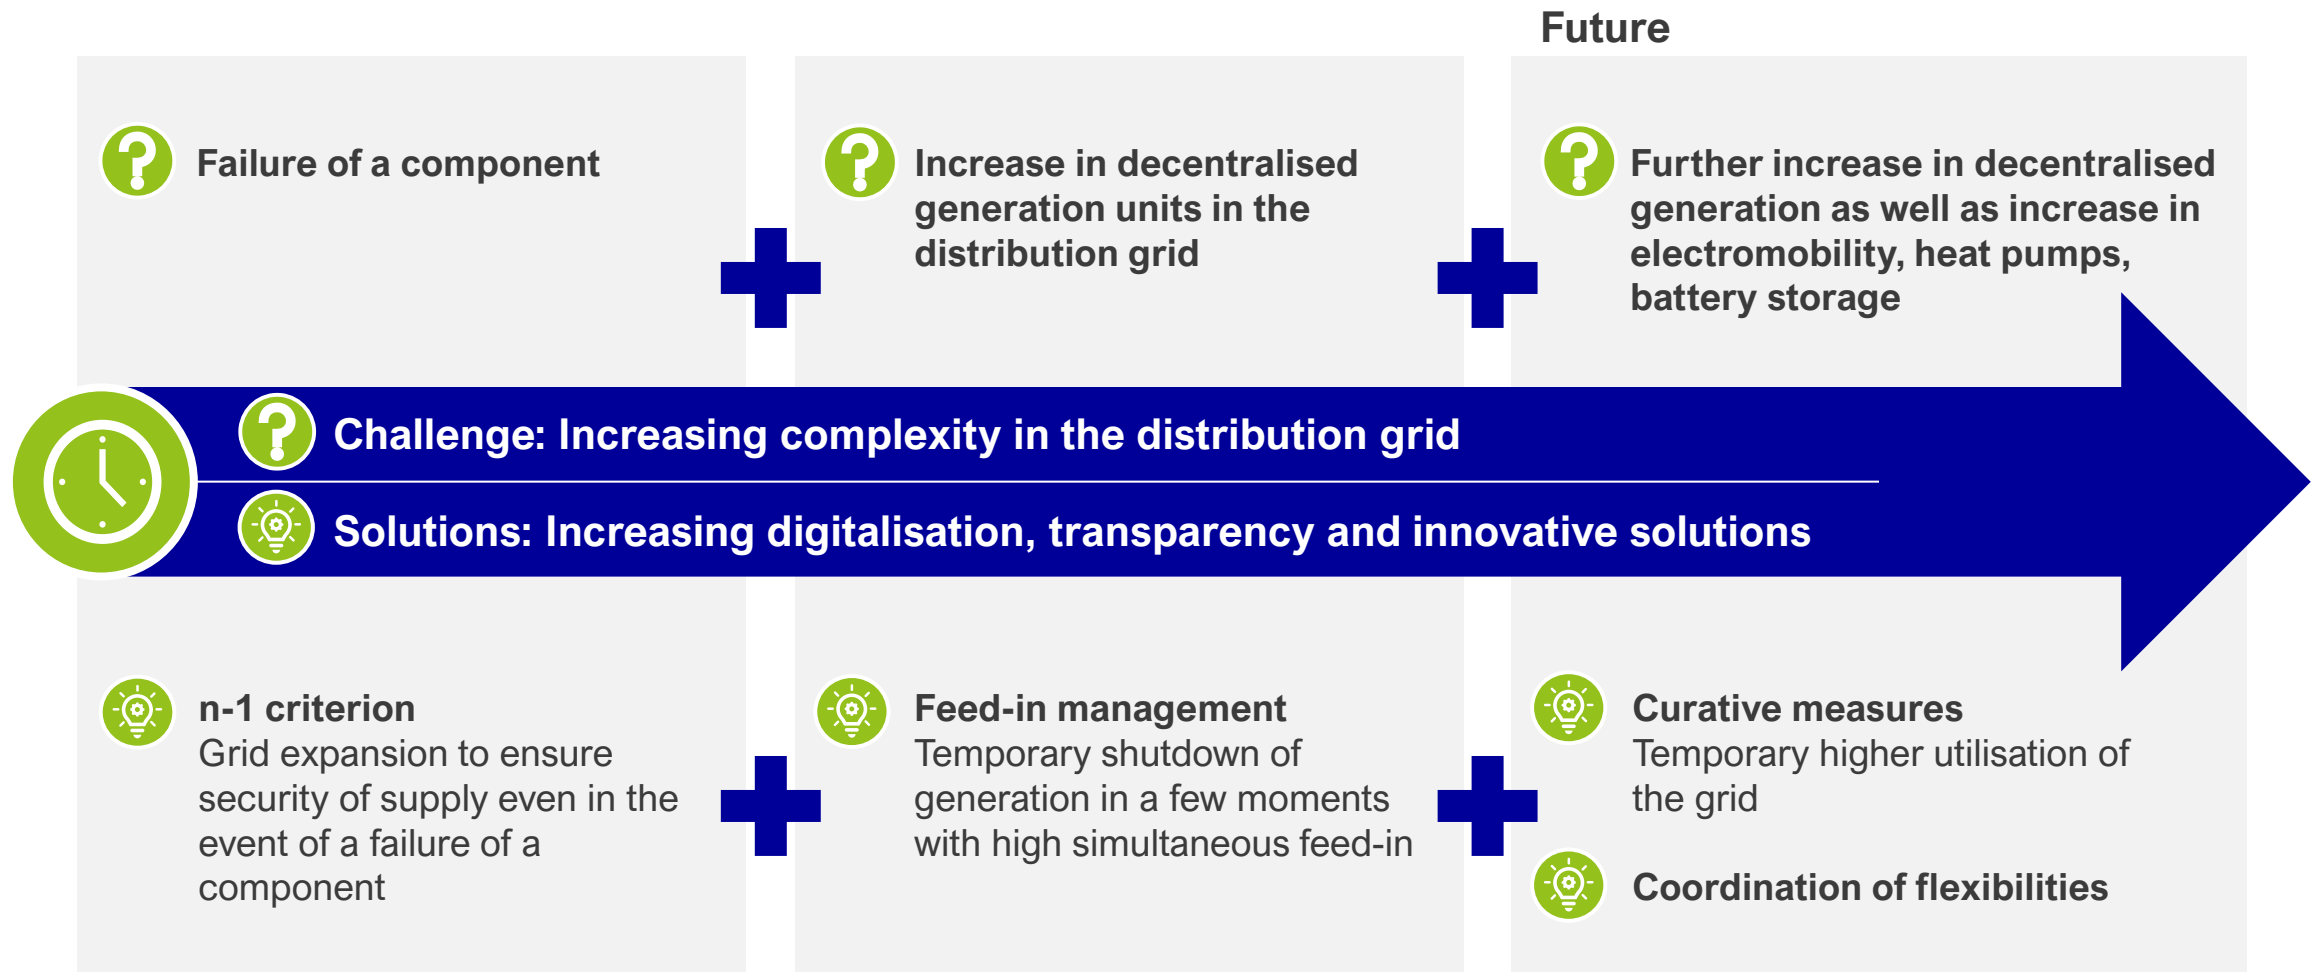 Future
Failure of a component
Increase in decentralised
generation units in the
distribution grid
Further increase in decentralised
generation as well as increase in
electromobility, heat pumps,
battery storage
Challenge: Increasing complexity in the distribution grid
Solutions: Increasing digitalisation, transparency and innovative solutions
n-1 criterion
Grid expansion to ensure
security of supply even in the
event of a failure of a
component
Feed-in management
Temporary shutdown of
generation in a few moments
with high simultaneous feed-in
Curative measures
Temporary higher utilisation of
the grid
Coordination of flexibilities